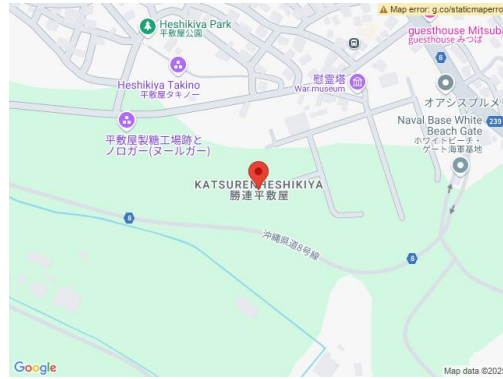 Map error: g.co/staticmaperro
Heshikiya Park
平敷屋公園
guesthouse Mitsuba
guesthouse みつば
8
Heshikiya Takino
平敷屋タキノー
慰霊塔
War museum
オアシスプルメリ
Naval Base White
Beach Gate
239
ホワイトビーチ・
ゲート海軍基地
平敷屋製糖工場跡と
ノロガー(ヌールガー)
KATSURENHESHIKIYA
勝連平敷屋
8
沖縄県道8号線
8
Google
Map data ©2025